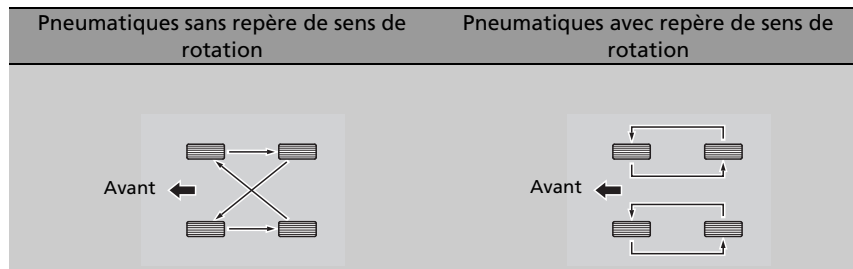 Pneumatiques sans repère de sens de
rotation
Pneumatiques avec repère de sens de
rotation
Avant
Avant